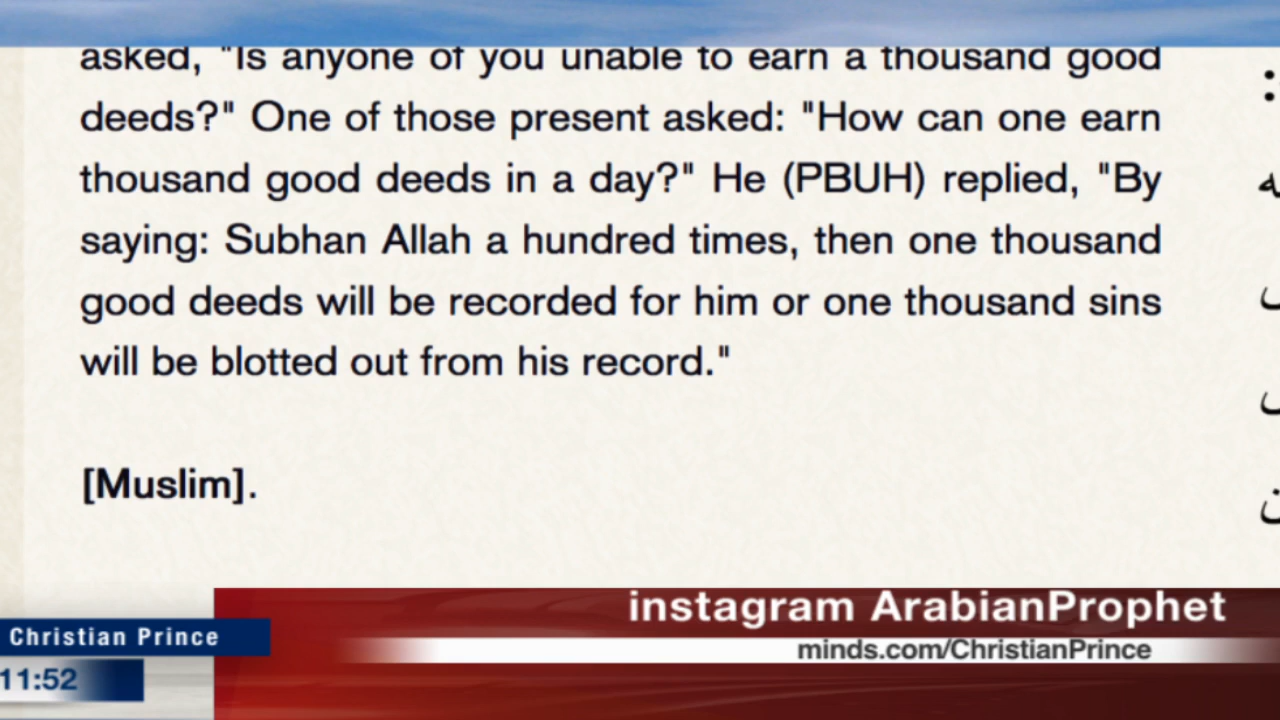 asked, "Is anyone of you unable to earn a thousand good
deeds?" One of those present asked: "How can one earn
thousand good deeds in a day?" He (PBUH) replied, "By
saying: Subhan Allah a hundred times, then one thousand
good deeds will be recorded for him or one thousand sins
will be blotted out from his record."
[Muslim].
instagram ArabianProphet
Christian Prince
minds.com/ChristianPrince
11:52